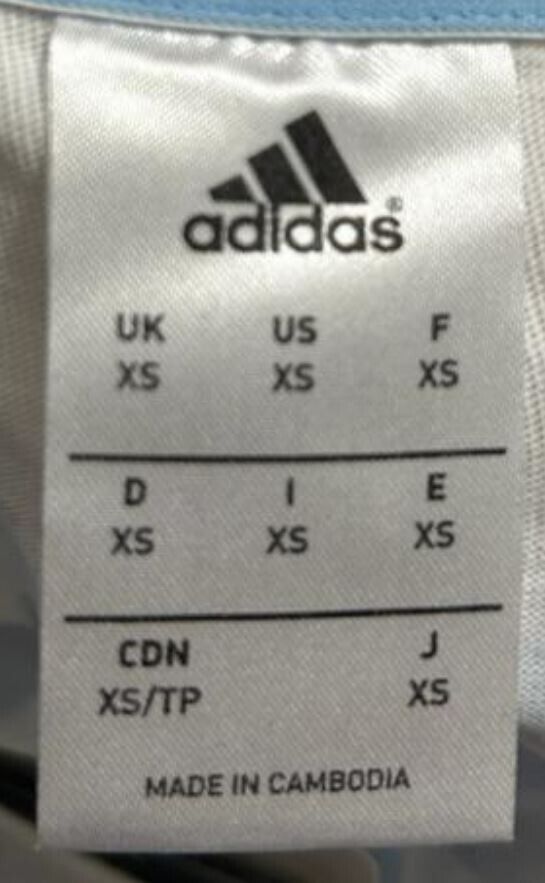 adidas®
UK US F
XS XS XS
D I E
XS XS XS
CDN J
XS/TP XS
MADE IN CAMBODIA